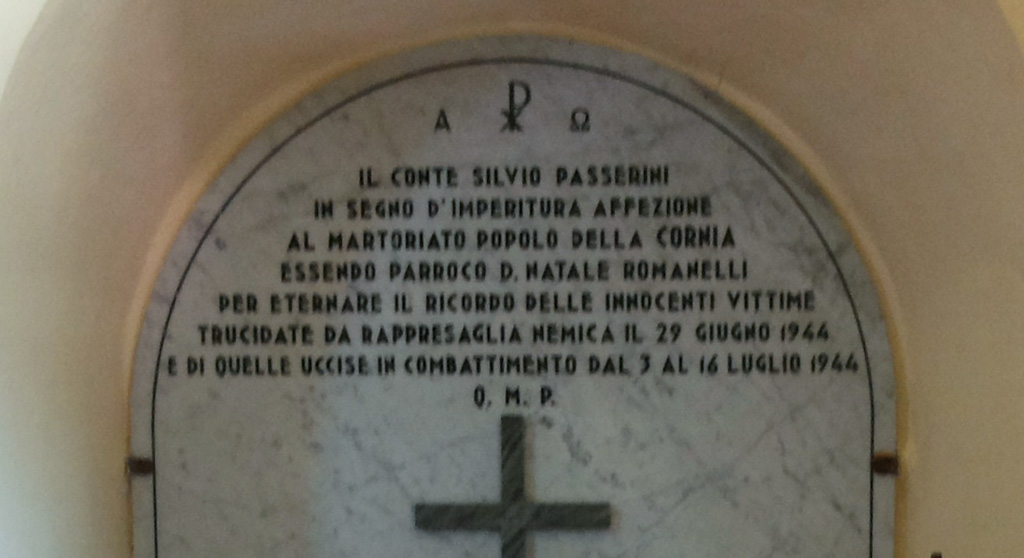 Α ☧ Ω
IL CONTE SILVIO PASSERINI
IN SEGNO D'IMPERITURA AFFEZIONE
AL MARTORIATO POPOLO DELLA CORNIA
ESSENDO PARROCO D. NATALE ROMANELLI
PER ETERNARE IL RICORDO DELLE INNOCENTI VITTIME
TRUCIDATE DA RAPPRESAGLIA NEMICA IL 29 GIUGNO 1944
E DI QUELLE UCCISE IN COMBATTIMENTO DAL 3 AL 16 LUGLIO 1944
Q. M. P.